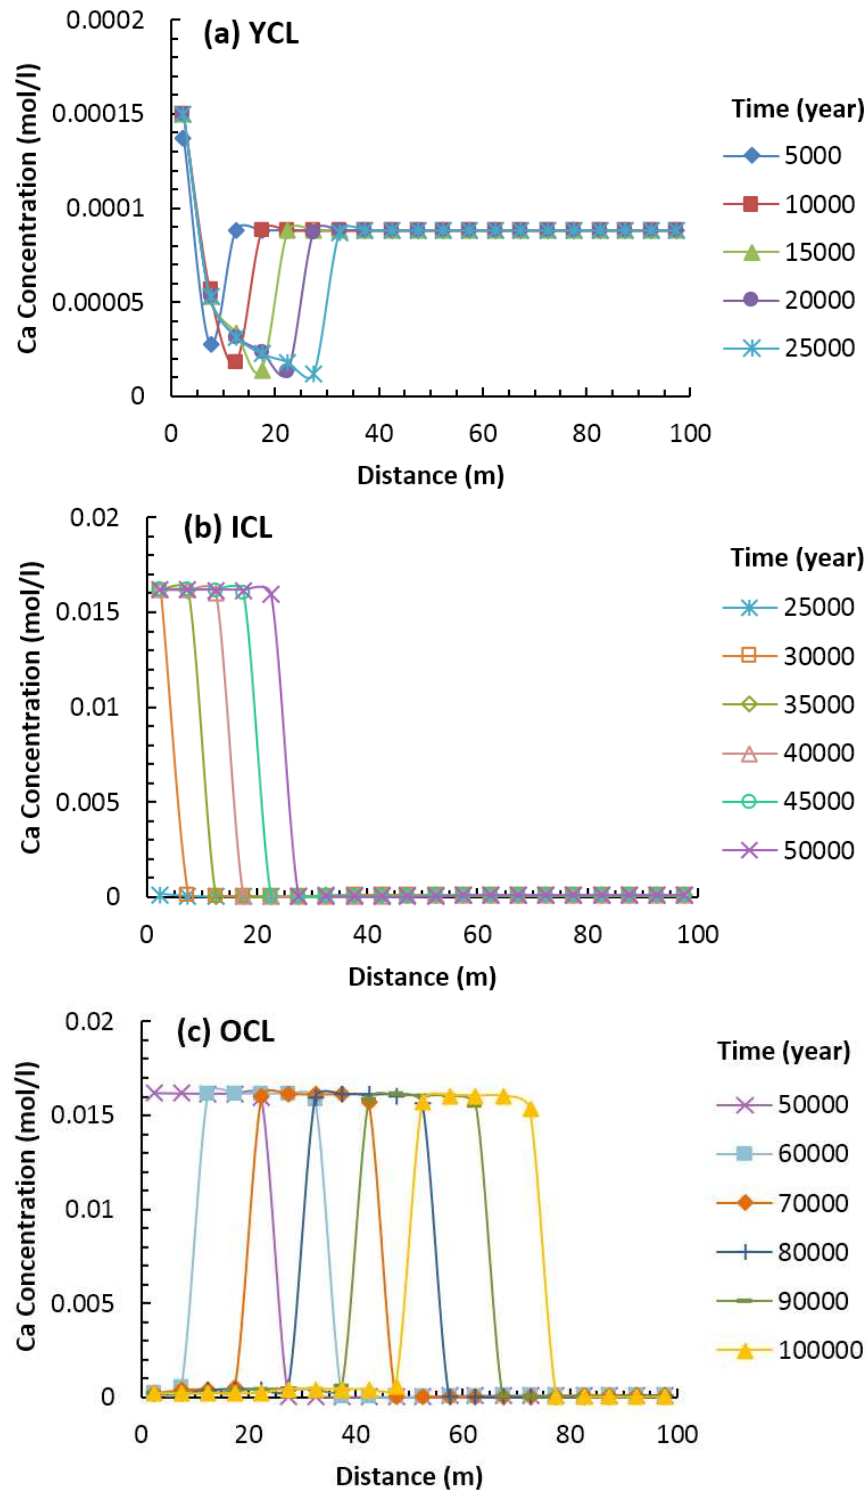 (a) YCL
Ca Concentration (mol/l)
0.0002
0.00015
0.0001
0.00005
0
0 20 40 60 80 100
Distance (m)
Time (year)
5000
10000
15000
20000
25000
(b) ICL
Ca Concentration (mol/l)
0.02
0.015
0.01
0.005
0
0 20 40 60 80 100
Distance (m)
Time (year)
25000
30000
35000
40000
45000
50000
(c) OCL
Ca Concentration (mol/l)
0.02
0.015
0.01
0.005
0
0 20 40 60 80 100
Distance (m)
Time (year)
50000
60000
70000
80000
90000
100000